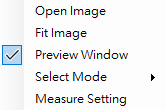 Open Image
Fit Image
Preview Window
Select Mode
Measure Setting